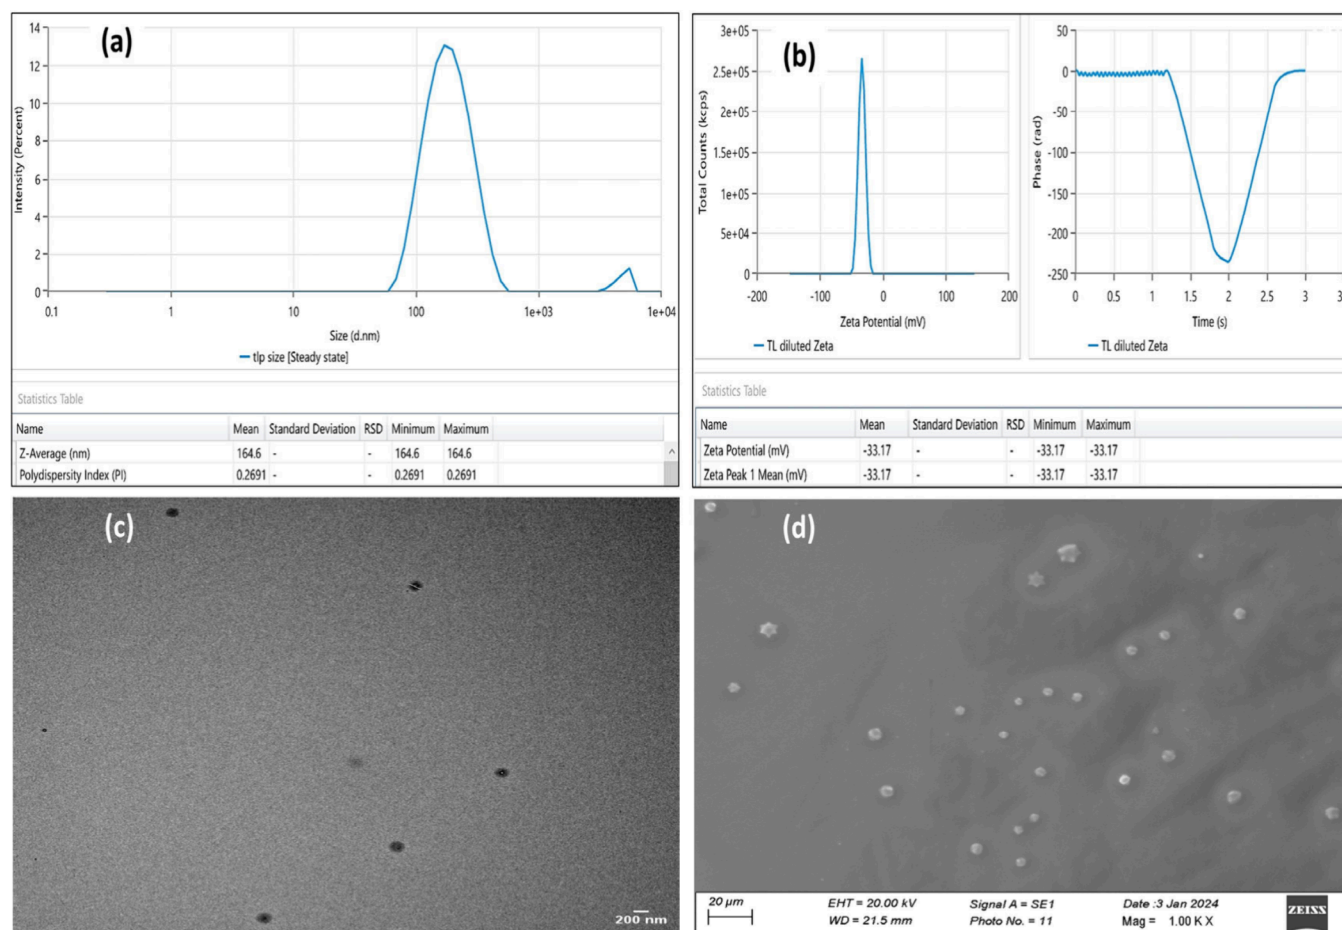 (a)
14
12
10
8
6
4
2
0
Intensity (Percent)
0.1 1 10 100 1e+03 1e+04
Size (d.nm)
tlp size [Steady state]
Statistics Table
Name Mean Standard Deviation RSD Minimum Maximum
Z-Average (nm) 164.6 - - 164.6 164.6
Polydispersity Index (PI) 0.2691 - - 0.2691 0.2691
(b)
3e+05
2e+05
2e+05
1.5e+05
1e+05
5e+04
0
Total Counts (kcps)
-200 -100 0 100 200
Zeta Potential (mV)
TL diluted Zeta
50
0
-50
-100
-150
-200
-250
Phase (rad)
0 0.5 1 1.5 2 2.5 3
Time (s)
TL diluted Zeta
Statistics Table
Name Mean Standard Deviation RSD Minimum Maximum
Zeta Potential (mV) -33.17 - - -33.17 -33.17
Zeta Peak 1 Mean (mV) -33.17 - - -33.17 -33.17
(c)
200 nm
(d)
20 µm EHT = 20.00 kV Signal A = SE1 Date :3 Jan 2024 ZEISS
WD = 21.5 mm Photo No. = 11 Mag = 1.00 K X